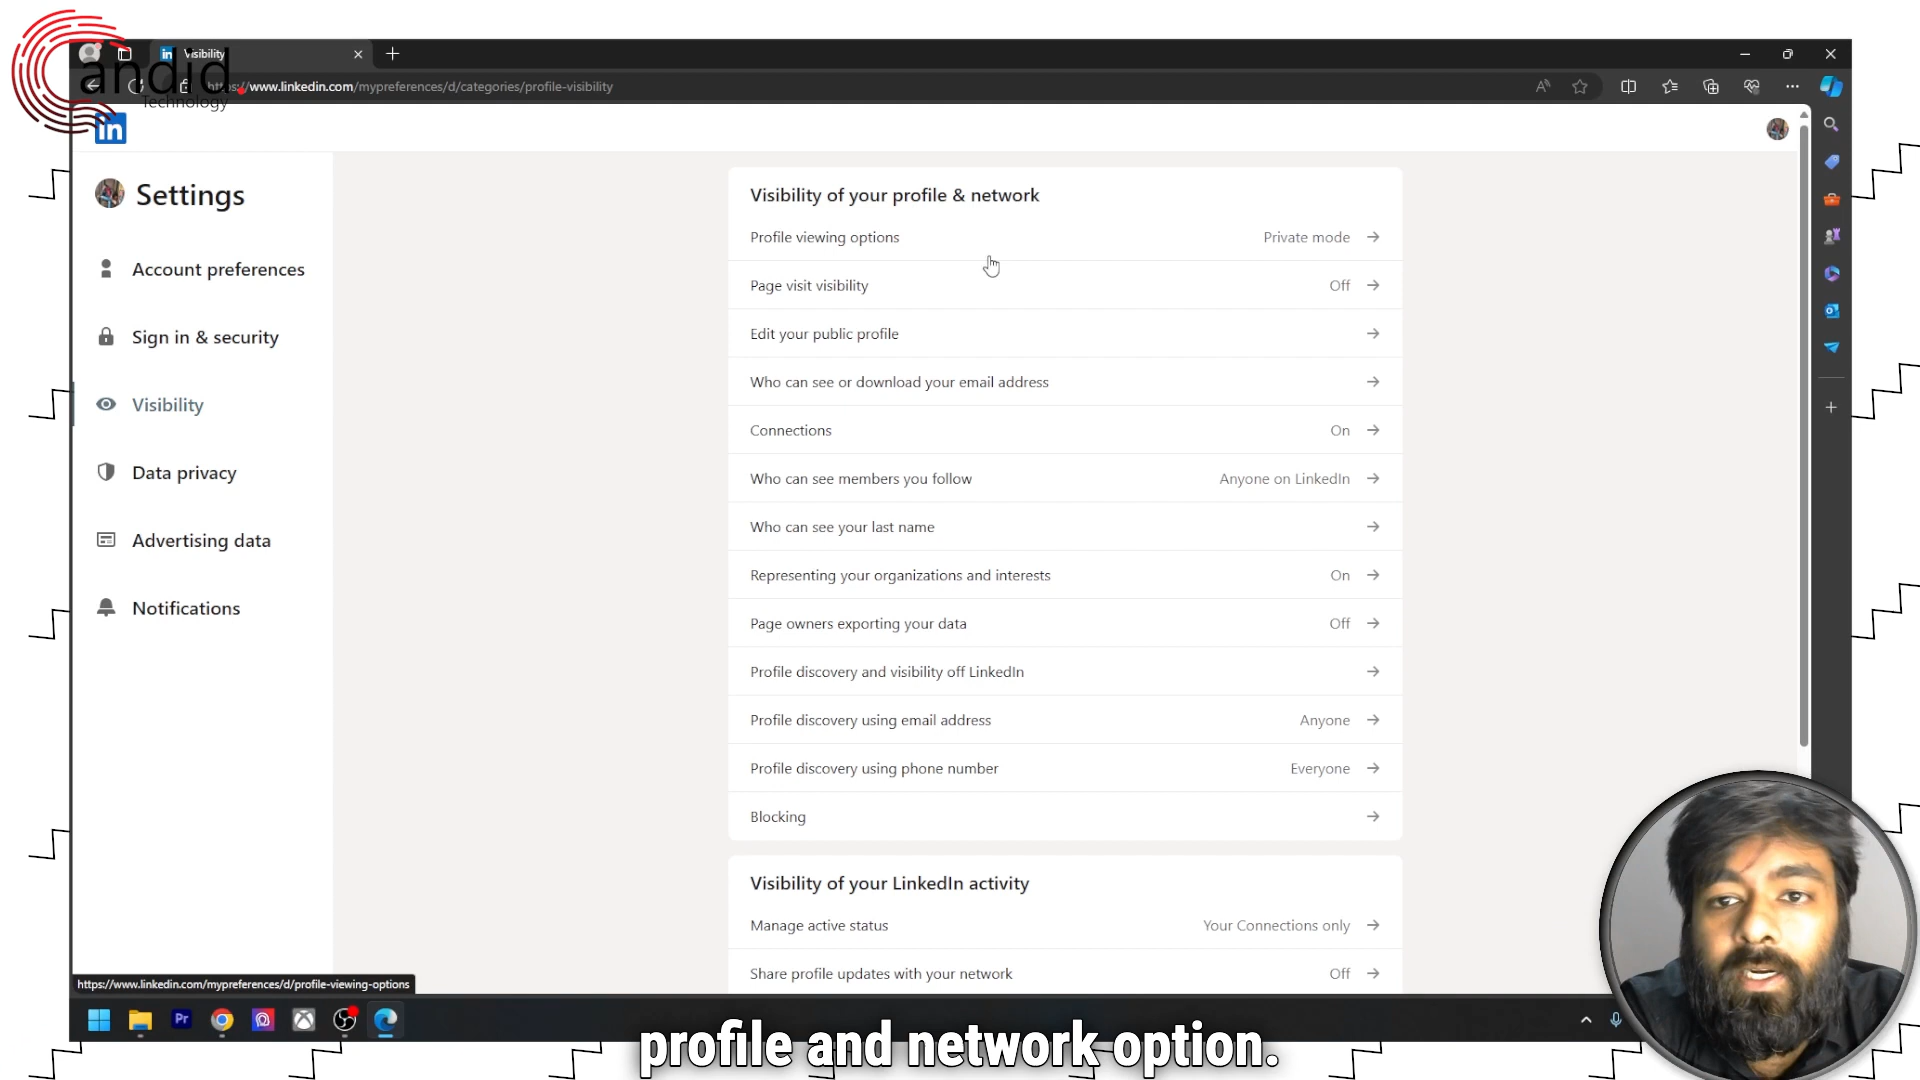 andid
Technology
Visibility
https://www.linkedin.com/mypreferences/d/categories/profile-visibility
in
Settings
Account preferences
Sign in & security
Visibility
Data privacy
Advertising data
Notifications
Visibility of your profile & network
Profile viewing options Private mode
Page visit visibility Off
Edit your public profile
Who can see or download your email address
Connections On
Who can see members you follow Anyone on LinkedIn
Who can see your last name
Representing your organizations and interests On
Page owners exporting your data Off
Profile discovery and visibility off LinkedIn
Profile discovery using email address Anyone
Profile discovery using phone number Everyone
Blocking
Visibility of your LinkedIn activity
Manage active status Your Connections only
Share profile updates with your network Off
https://www.linkedin.com/mypreferences/d/profile-viewing-options
Pr
profile and network option.